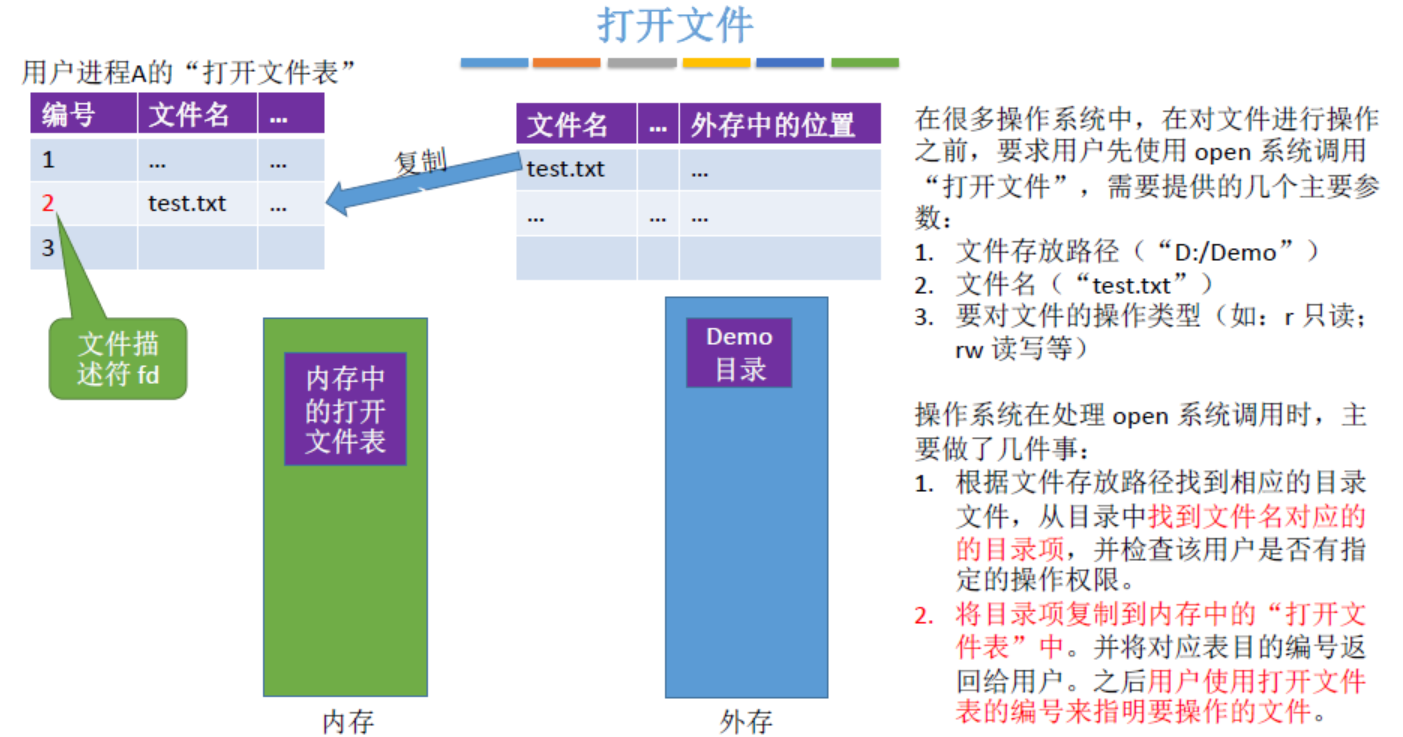 打开文件
用户进程A的“打开文件表”
编号 文件名 ...
1 ... ...
2 test.txt ...
3
文件描
述符 fd
复制
文件名 ... 外存中的位置
test.txt ...
... ... ...
内存中
的打开
文件表
内存
Demo
目录
外存
在很多操作系统中，在对文件进行操作
之前，要求用户先使用 open 系统调用
“打开文件”，需要提供的几个主要参
数：
1. 文件存放路径（“D:/Demo”）
2. 文件名（“test.txt”）
3. 要对文件的操作类型（如：r 只读；
rw 读写等）
操作系统在处理 open 系统调用时，主
要做了几件事：
1. 根据文件存放路径找到相应的目录
文件，从目录中找到文件名对应的
的目录项，并检查该用户是否有指
定的操作权限。
2. 将目录项复制到内存中的“打开文
件表”中。并将对应表目的编号返
回给用户。之后用户使用打开文件
表的编号来指明要操作的文件。